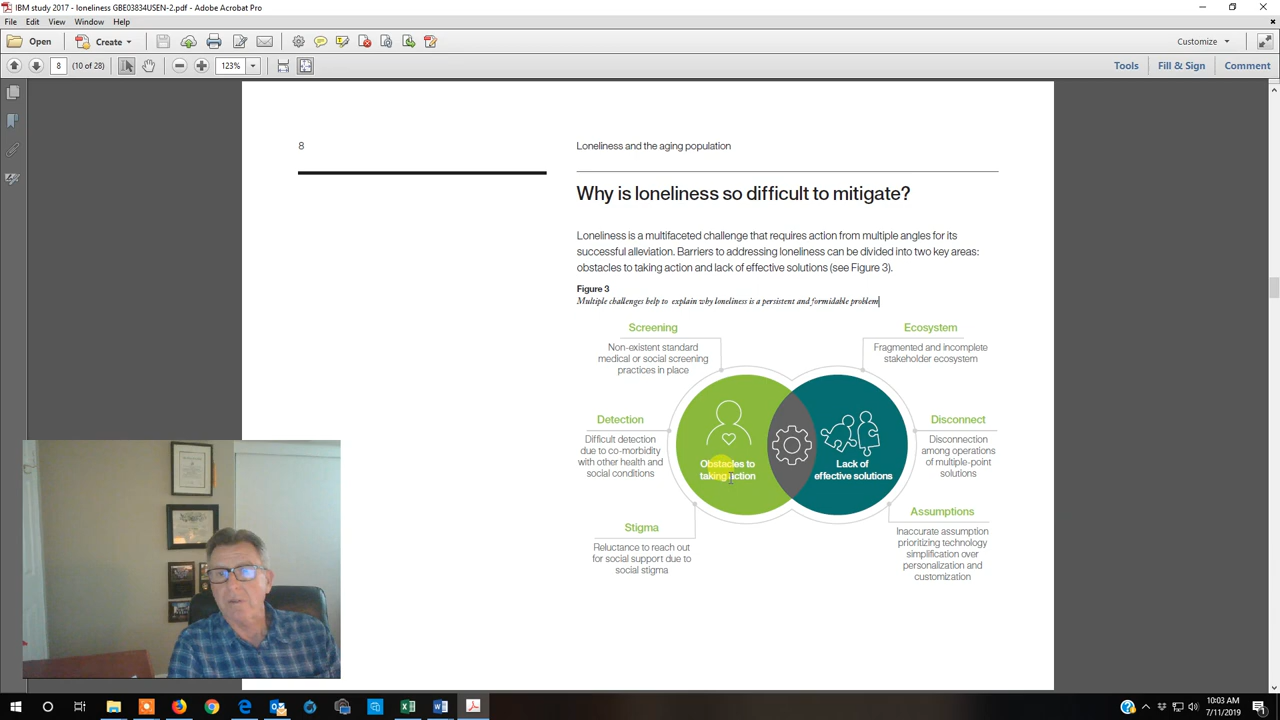 IBM study 2017 - loneliness GBE03834USEN-2.pdf - Adobe Acrobat Pro
File Edit View Window Help
Open Create Customize
8 (10 of 28) 123% Tools Fill & Sign Comment
8
Loneliness and the aging population
Why is loneliness so difficult to mitigate?
Loneliness is a multifaceted challenge that requires action from multiple angles for its
successful alleviation. Barriers to addressing loneliness can be divided into two key areas:
obstacles to taking action and lack of effective solutions (see Figure 3).
Figure 3
Multiple challenges help to explain why loneliness is a persistent and formidable problem
Screening
Non-existent standard
medical or social screening
practices in place
Detection
Difficult detection
due to co-morbidity
with other health and
social conditions
Stigma
Reluctance to reach out
for social support due to
social stigma
Obstacles to
taking action
Lack of
effective solutions
Ecosystem
Fragmented and incomplete
stakeholder ecosystem
Disconnect
Disconnection
among operations
of multiple-point
solutions
Assumptions
Inaccurate assumption
prioritizing technology
simplification over
personalization and
customization
10:03 AM
7/11/2019